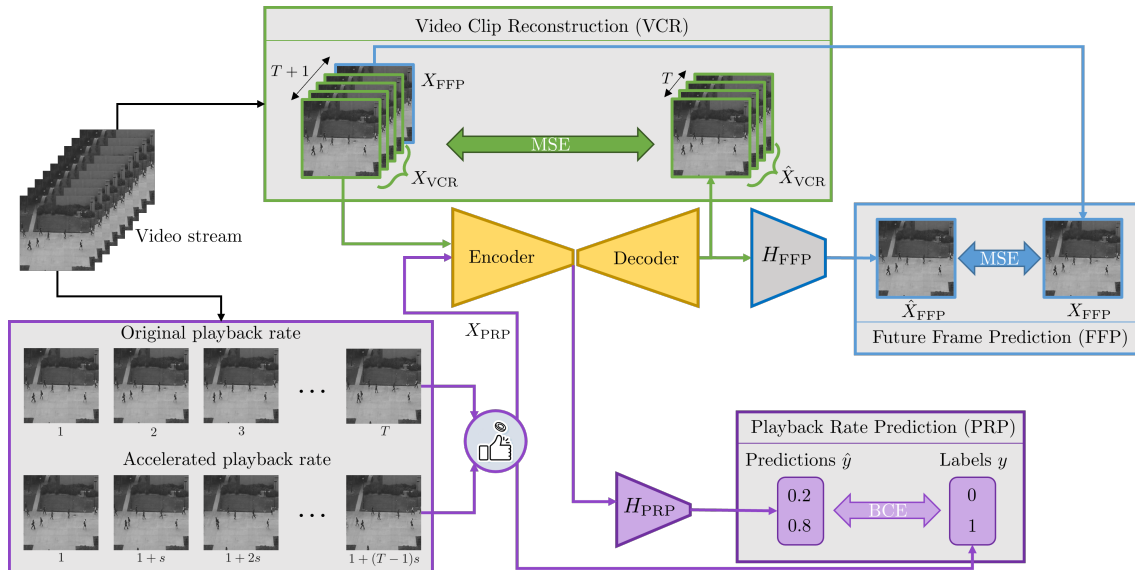 Video Clip Reconstruction (VCR)
T + 1
X_FFP
T
MSE
X_VCR
X̂_VCR
Video stream
Encoder
Decoder
H_FFP
MSE
X̂_FFP
X_FFP
Future Frame Prediction (FFP)
X_PRP
Original playback rate
...
1
2
3
T
Accelerated playback rate
...
1
1 + s
1 + 2s
1 + (T − 1)s
Playback Rate Prediction (PRP)
Predictions ŷ
Labels y
0.2
0
H_PRP
BCE
0.8
1